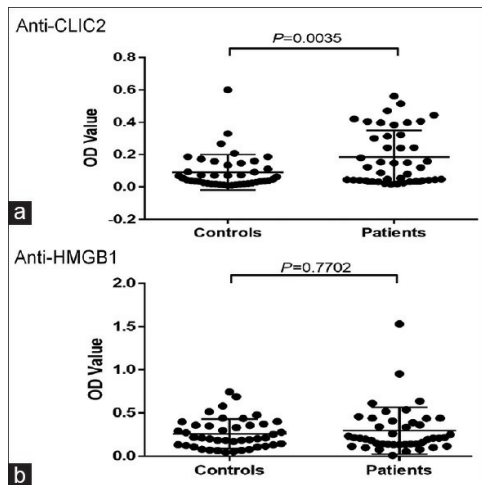 Anti-CLIC2
P=0.0035
0.8
0.6
0.4
0.2
0.0
-0.2
OD Value
Controls Patients
a
Anti-HMGB1
P=0.7702
2.0
1.5
1.0
0.5
0.0
OD Value
Controls Patients
b